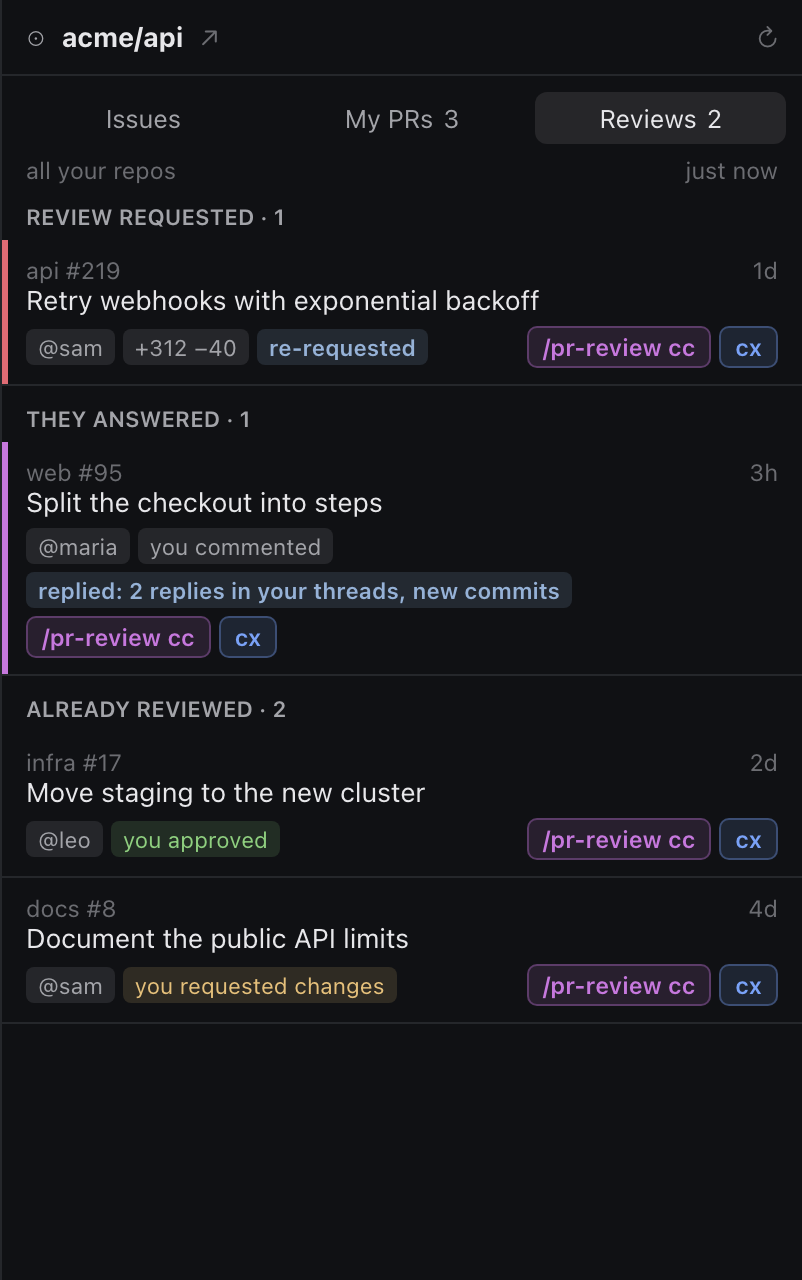 acme/api
Issues My PRs 3 Reviews 2
all your repos just now
REVIEW REQUESTED · 1
api #219 1d
Retry webhooks with exponential backoff
@sam +312 −40 re-requested /pr-review cc cx
THEY ANSWERED · 1
web #95 3h
Split the checkout into steps
@maria you commented
replied: 2 replies in your threads, new commits
/pr-review cc cx
ALREADY REVIEWED · 2
infra #17 2d
Move staging to the new cluster
@leo you approved /pr-review cc cx
docs #8 4d
Document the public API limits
@sam you requested changes /pr-review cc cx